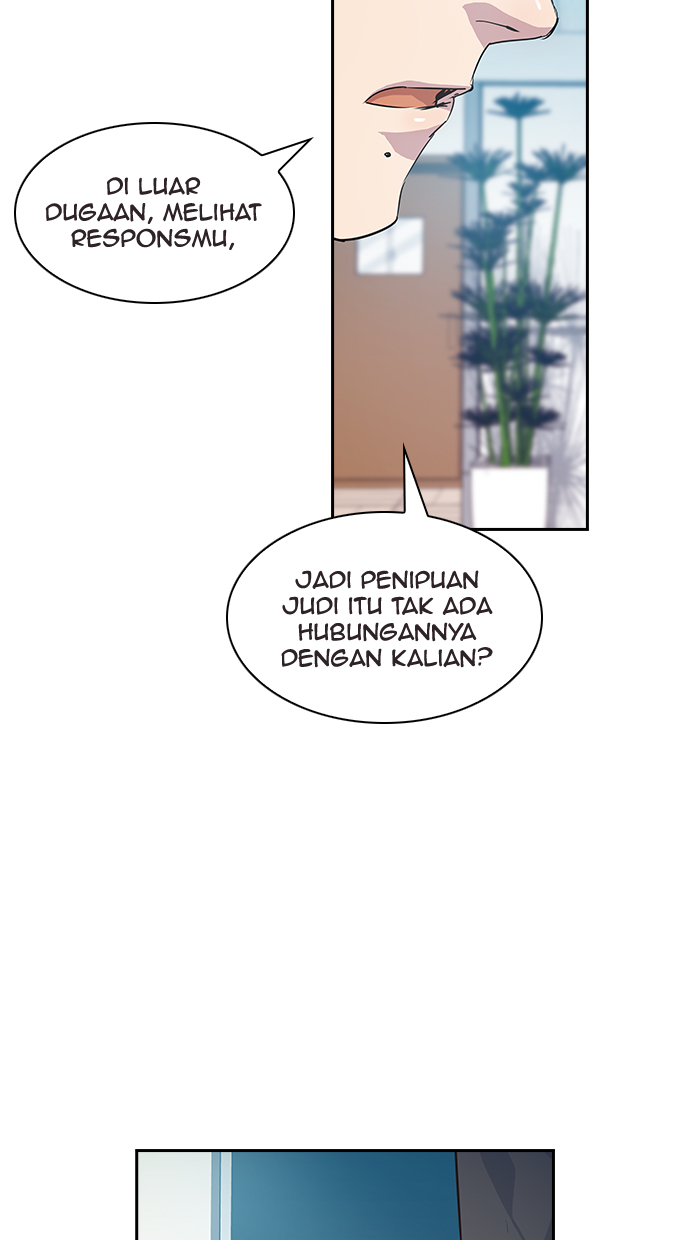 DI LUAR
DUGAAN, MELIHAT
RESPONSMU,
JADI PENIPUAN
JUDI ITU TAK ADA
HUBUNGANNYA
DENGAN KALIAN?